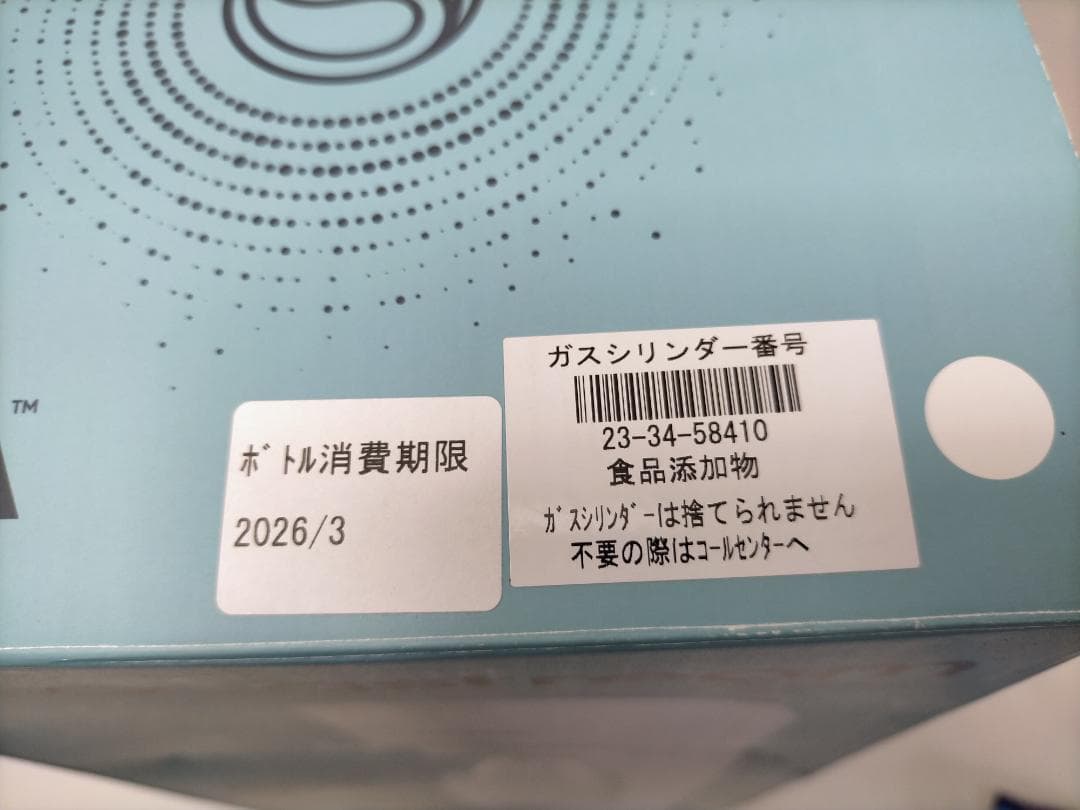 TM
ボトル消費期限
2026/3
ガスシリンダー番号
23-34-58410
食品添加物
ガスシリンダーは捨てられません
不要の際はコールセンターへ